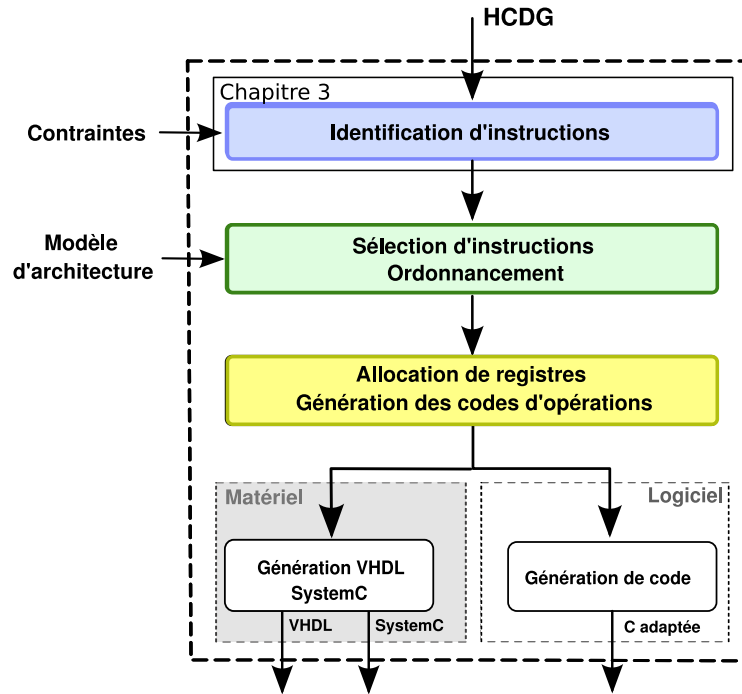 HCDG
Chapitre 3
Contraintes
Identification d'instructions
Modèle
d'architecture
Sélection d'instructions
Ordonnancement
Allocation de registres
Génération des codes d'opérations
Matériel
Logiciel
Génération VHDL
SystemC
Génération de code
VHDL
SystemC
C adaptée